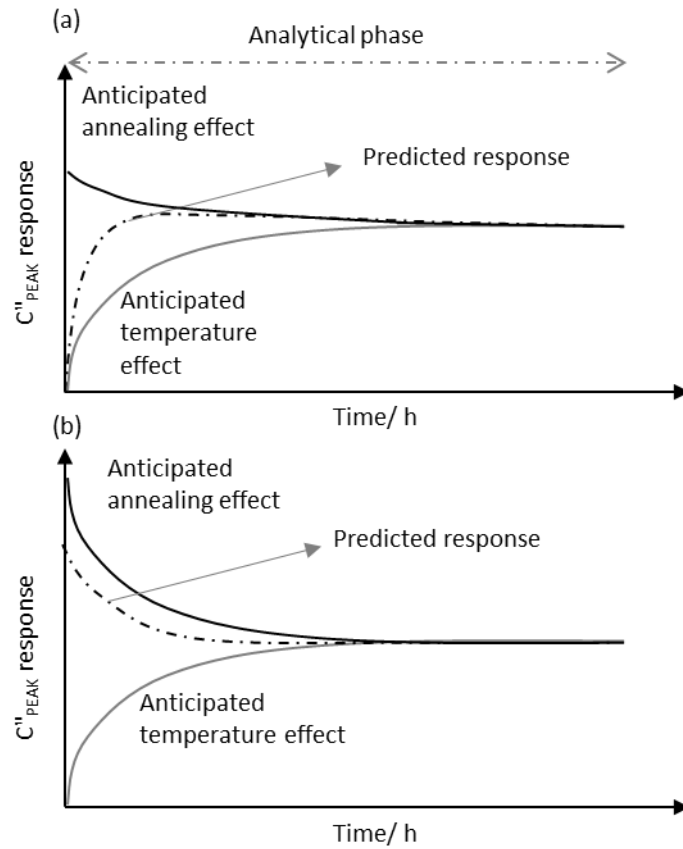 (a)
Analytical phase
Anticipated
annealing effect
Predicted response
C"PEAK response
Anticipated
temperature
effect
Time/ h
(b)
Anticipated
annealing effect
Predicted response
C"PEAK response
Anticipated
temperature effect
Time/ h